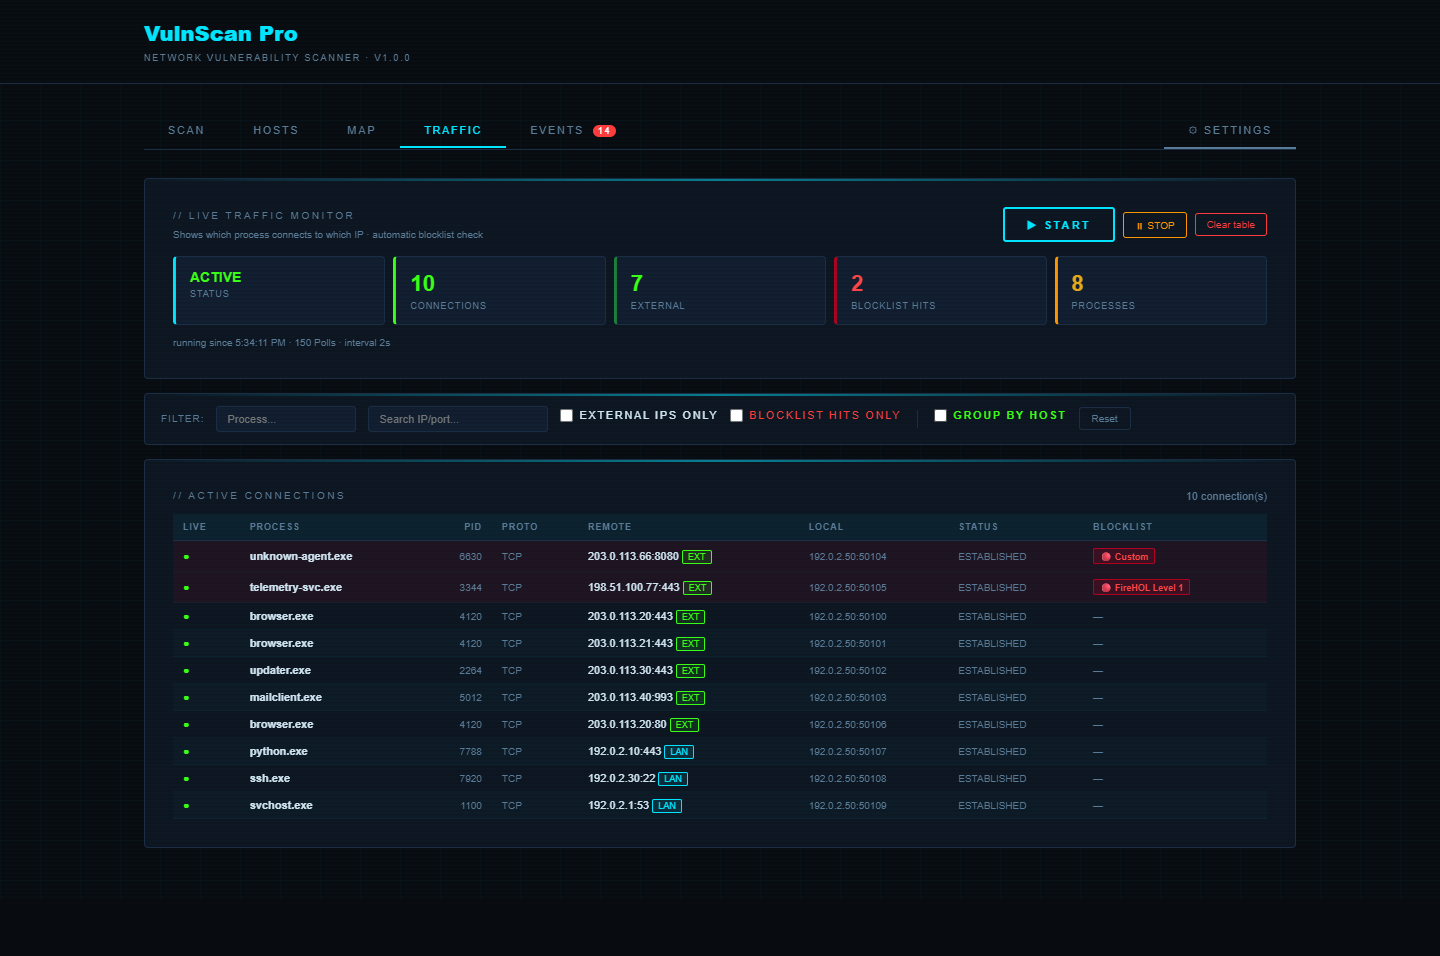 VulnScan Pro
NETWORK VULNERABILITY SCANNER · V1.0.0
SCAN HOSTS MAP TRAFFIC EVENTS 14 ⚙ SETTINGS
// LIVE TRAFFIC MONITOR
Shows which process connects to which IP · automatic blocklist check
▶ START ⏸ STOP Clear table
ACTIVE
STATUS
10
CONNECTIONS
7
EXTERNAL
2
BLOCKLIST HITS
8
PROCESSES
running since 5:34:11 PM · 150 Polls · interval 2s
FILTER: Process... Search IP/port... EXTERNAL IPS ONLY BLOCKLIST HITS ONLY GROUP BY HOST Reset
// ACTIVE CONNECTIONS 10 connection(s)
LIVE PROCESS PID PROTO REMOTE LOCAL STATUS BLOCKLIST
unknown-agent.exe 6630 TCP 203.0.113.66:8080 EXT 192.0.2.50:50104 ESTABLISHED Custom
telemetry-svc.exe 3344 TCP 198.51.100.77:443 EXT 192.0.2.50:50105 ESTABLISHED FireHOL Level 1
browser.exe 4120 TCP 203.0.113.20:443 EXT 192.0.2.50:50100 ESTABLISHED —
browser.exe 4120 TCP 203.0.113.21:443 EXT 192.0.2.50:50101 ESTABLISHED —
updater.exe 2264 TCP 203.0.113.30:443 EXT 192.0.2.50:50102 ESTABLISHED —
mailclient.exe 5012 TCP 203.0.113.40:993 EXT 192.0.2.50:50103 ESTABLISHED —
browser.exe 4120 TCP 203.0.113.20:80 EXT 192.0.2.50:50106 ESTABLISHED —
python.exe 7788 TCP 192.0.2.10:443 LAN 192.0.2.50:50107 ESTABLISHED —
ssh.exe 7920 TCP 192.0.2.30:22 LAN 192.0.2.50:50108 ESTABLISHED —
svchost.exe 1100 TCP 192.0.2.1:53 LAN 192.0.2.50:50109 ESTABLISHED —